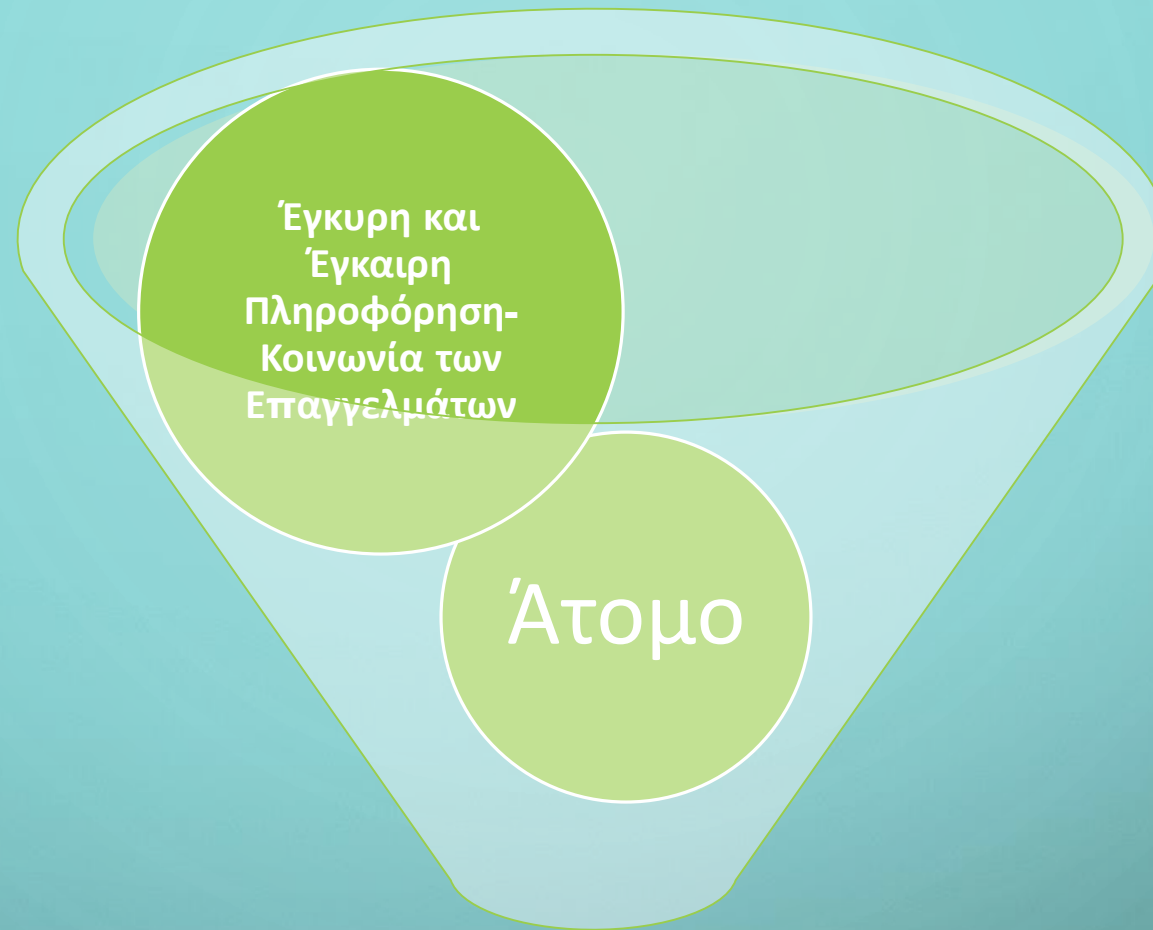 Έγκυρη και
Έγκαιρη
Πληροφόρηση-
Κοινωνία των
Επαγγελμάτων
Άτομο